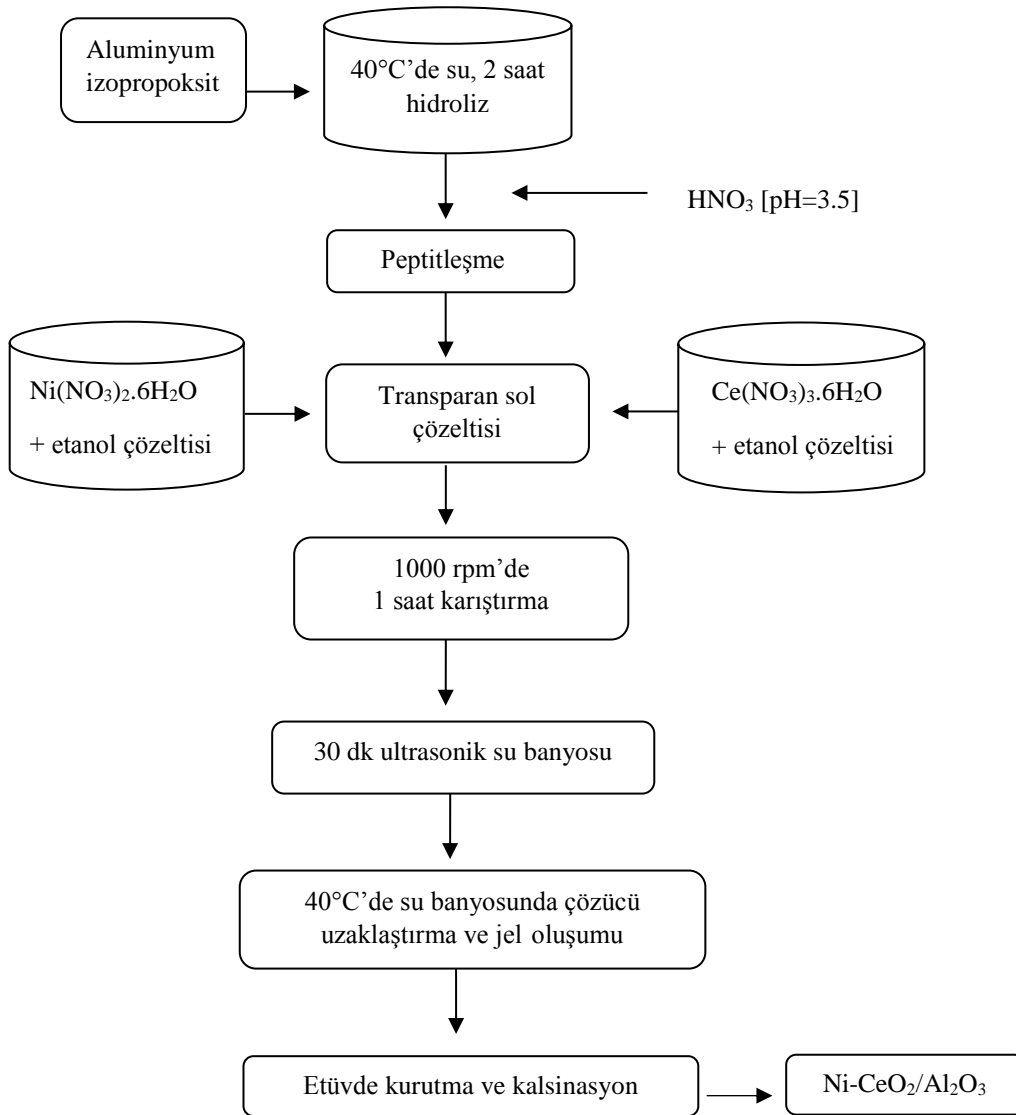 Aluminyum
izopropoksit
40°C’de su, 2 saat
hidroliz
HNO₃ [pH=3.5]
Peptitleşme
Ni(NO₃)₂.6H₂O
+ etanol çözeltisi
Transparan sol
çözeltisi
Ce(NO₃)₃.6H₂O
+ etanol çözeltisi
1000 rpm’de
1 saat karıştırma
30 dk ultrasonik su banyosu
40°C’de su banyosunda çözücü
uzaklaştırma ve jel oluşumu
Etüvde kurutma ve kalsinasyon
Ni-CeO₂/Al₂O₃